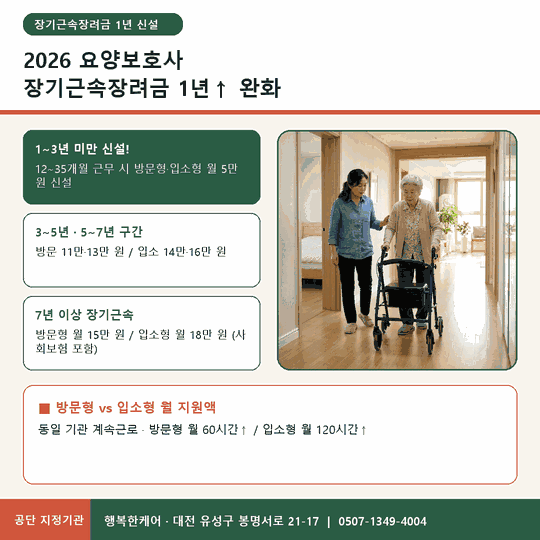 장기근속장려금 1년 신설
2026 요양보호사
장기근속장려금 1년↑ 완화
1~3년 미만 신설!
12~35개월 근무 시 방문형·입소형 월 5만
원 신설
3~5년 · 5~7년 구간
방문 11만·13만 원 / 입소 14만·16만 원
7년 이상 장기근속
방문형 월 15만 원 / 입소형 월 18만 원 (사
회보험 포함)
■ 방문형 vs 입소형 월 지원액
동일 기관 계속근로 · 방문형 월 60시간↑ / 입소형 월 120시간↑
공단 지정기관
행복한케어 · 대전 유성구 봉명서로 21-17 | 0507-1349-4004